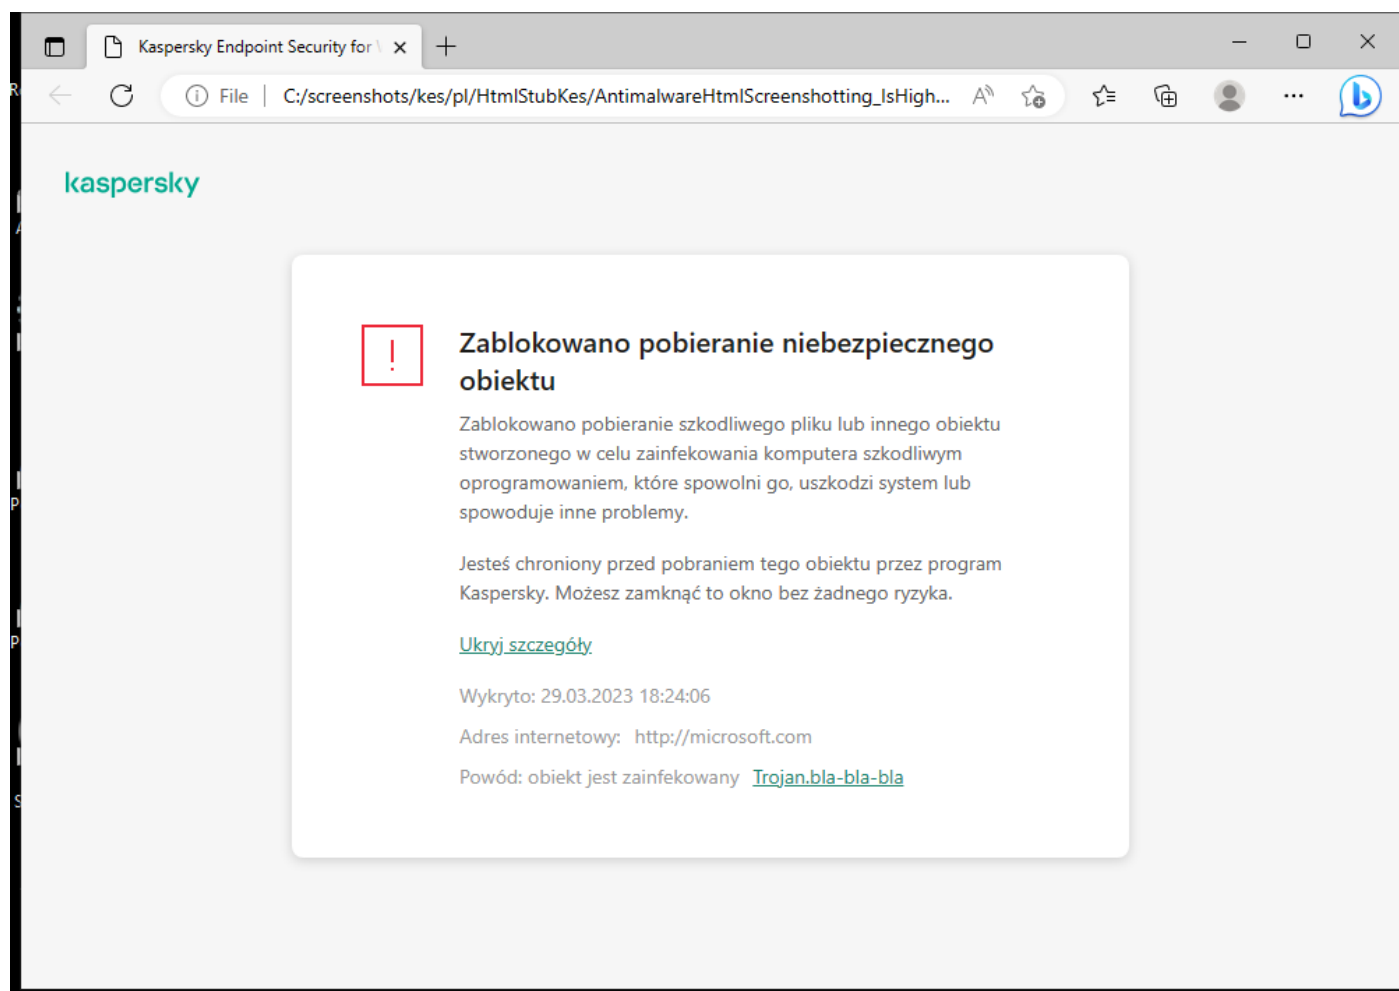 Kaspersky Endpoint Security for
File
C:/screenshots/kes/pl/HtmlStubKes/AntimalwareHtmlScreenshotting_IsHigh...
kaspersky
Zablokowano pobieranie niebezpiecznego
obiektu
Zablokowano pobieranie szkodliwego pliku lub innego obiektu
stworzonego w celu zainfekowania komputera szkodliwym
oprogramowaniem, które spowolni go, uszkodzi system lub
spowoduje inne problemy.
Jesteś chroniony przed pobraniem tego obiektu przez program
Kaspersky. Możesz zamknąć to okno bez żadnego ryzyka.
Ukryj szczegóły
Wykryto: 29.03.2023 18:24:06
Adres internetowy: http://microsoft.com
Powód: obiekt jest zainfekowany Trojan.bla-bla-bla